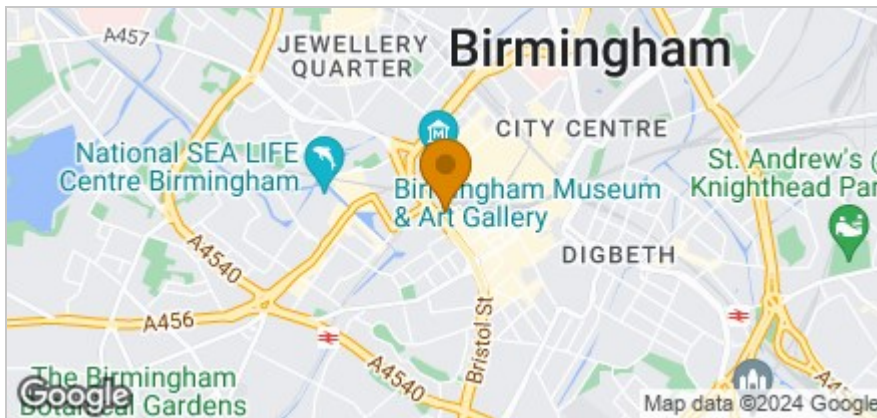 A457
JEWELLERY
QUARTER
Birmingham
CITY CENTRE
National SEA LIFE
Centre Birmingham
Birmingham Museum
& Art Gallery
St. Andrew's @
Knighthead Par
DIGBETH
A4540
A456
Bristol St
A4540
The Birmingham
Botanical Gardens
Google
Map data ©2024 Google